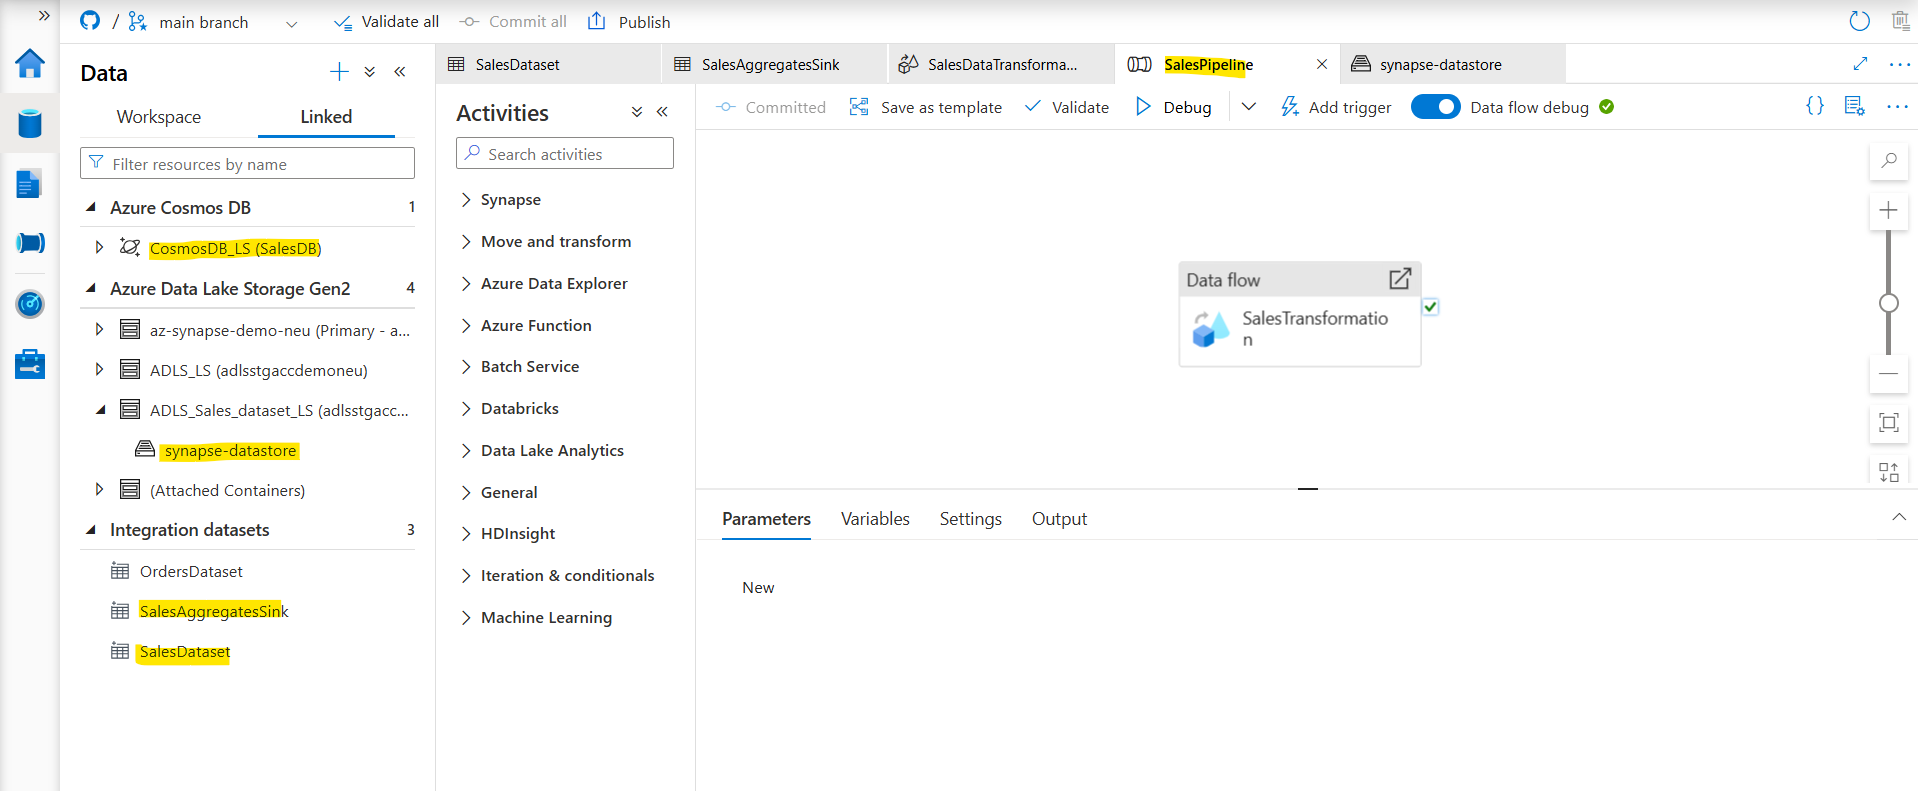 / main branch Validate all Commit all Publish
Data
Workspace Linked
Filter resources by name
Azure Cosmos DB 1
CosmosDB_LS (SalesDB)
Azure Data Lake Storage Gen2 4
az-synapse-demo-neu (Primary - a...
ADLS_LS (adlsstgaccdemoneu)
ADLS_Sales_dataset_LS (adlsstgacc...
synapse-datastore
(Attached Containers)
Integration datasets 3
OrdersDataset
SalesAggregatesSink
SalesDataset
SalesDataset SalesAggregatesSink SalesDataTransforma... SalesPipeline synapse-datastore
Activities
Search activities
Synapse
Move and transform
Azure Data Explorer
Azure Function
Batch Service
Databricks
Data Lake Analytics
General
HDInsight
Iteration & conditionals
Machine Learning
Committed Save as template Validate Debug Add trigger Data flow debug
Data flow
SalesTransformatio
n
Parameters Variables Settings Output
New